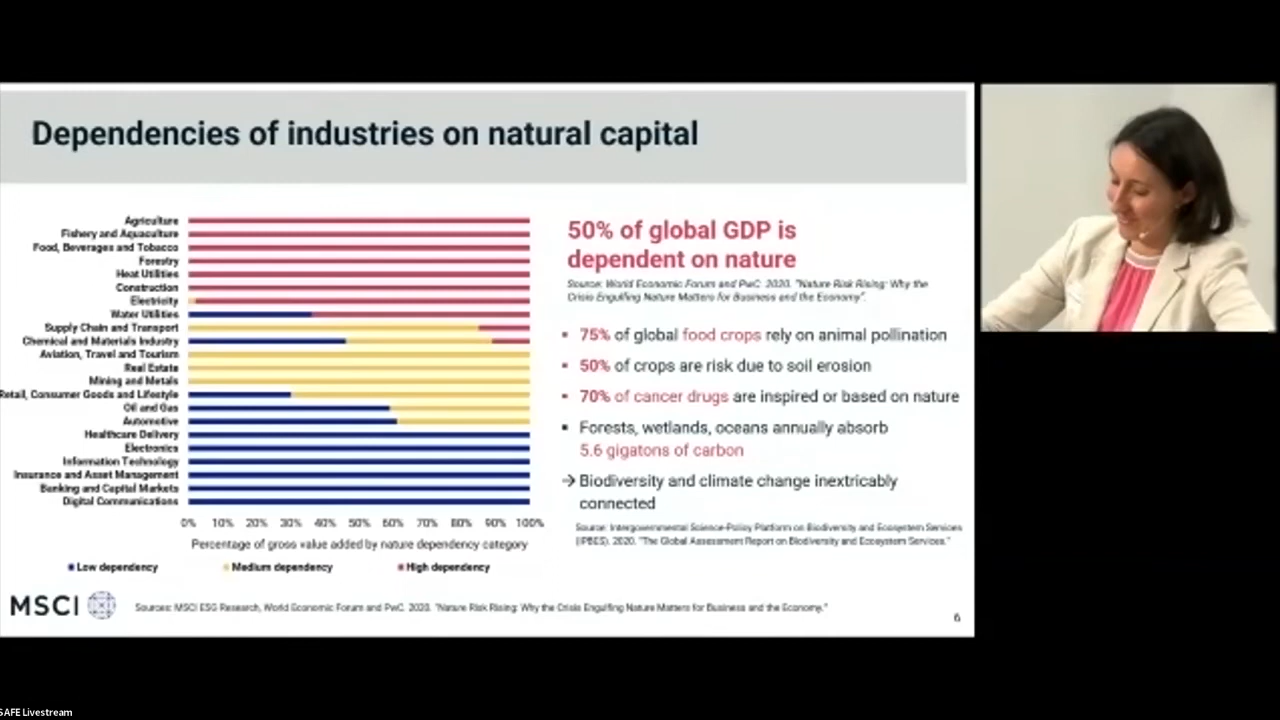 Dependencies of industries on natural capital
Agriculture
Fishery and Aquaculture
Food, Beverages and Tobacco
Forestry
Heat Utilities
Construction
Electricity
Water Utilities
Supply Chain and Transport
Chemical and Materials Industry
Aviation, Travel and Tourism
Real Estate
Mining and Metals
Retail, Consumer Goods and Lifestyle
Oil and Gas
Automotive
Healthcare Delivery
Electronics
Information Technology
Insurance and Asset Management
Banking and Capital Markets
Digital Communications
0% 10% 20% 30% 40% 50% 60% 70% 80% 90% 100%
Percentage of gross value added by nature dependency category
Low dependency Medium dependency High dependency
50% of global GDP is
dependent on nature
Source: World Economic Forum and PwC. 2020. "Nature Risk Rising: Why the
Crisis Engulfing Nature Matters for Business and the Economy".
▪ 75% of global food crops rely on animal pollination
▪ 50% of crops are risk due to soil erosion
▪ 70% of cancer drugs are inspired or based on nature
▪ Forests, wetlands, oceans annually absorb
5.6 gigatons of carbon
→ Biodiversity and climate change inextricably
connected
Source: Intergovernmental Science-Policy Platform on Biodiversity and Ecosystem Services
(IPBES). 2020. "The Global Assessment Report on Biodiversity and Ecosystem Services."
MSCI
Sources: MSCI ESG Research, World Economic Forum and PwC. 2020. "Nature Risk Rising: Why the Crisis Engulfing Nature Matters for Business and the Economy."
6
SAFE Livestream